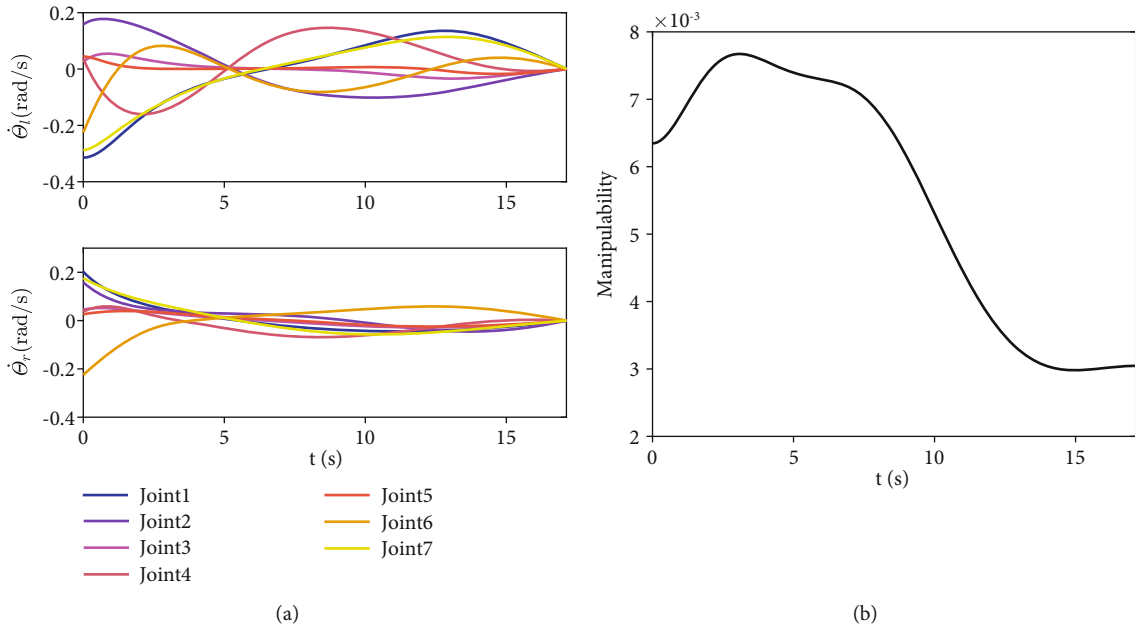 0.2
0
-0.2
-0.4
Θ̇l(rad/s)
0 5 10 15
0.2
0
-0.2
-0.4
Θ̇r(rad/s)
0 5 10 15
t (s)
Joint1
Joint2
Joint3
Joint4
Joint5
Joint6
Joint7
(a)
×10-3
8
7
6
5
4
3
2
Manipulability
0 5 10 15
t (s)
(b)